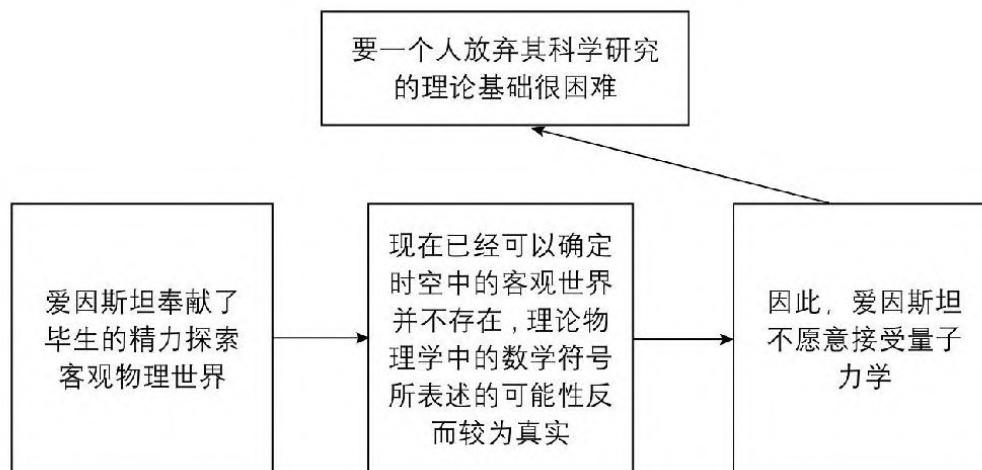 要一个人放弃其科学研究
的理论基础很困难
爱因斯坦奉献了
毕生的精力探索
客观物理世界
现在已经可以确定
时空中的客观世界
并不存在，理论物
理学中的数学符号
所表述的可能性反
而较为真实
因此，爱因斯坦
不愿意接受量子
力学